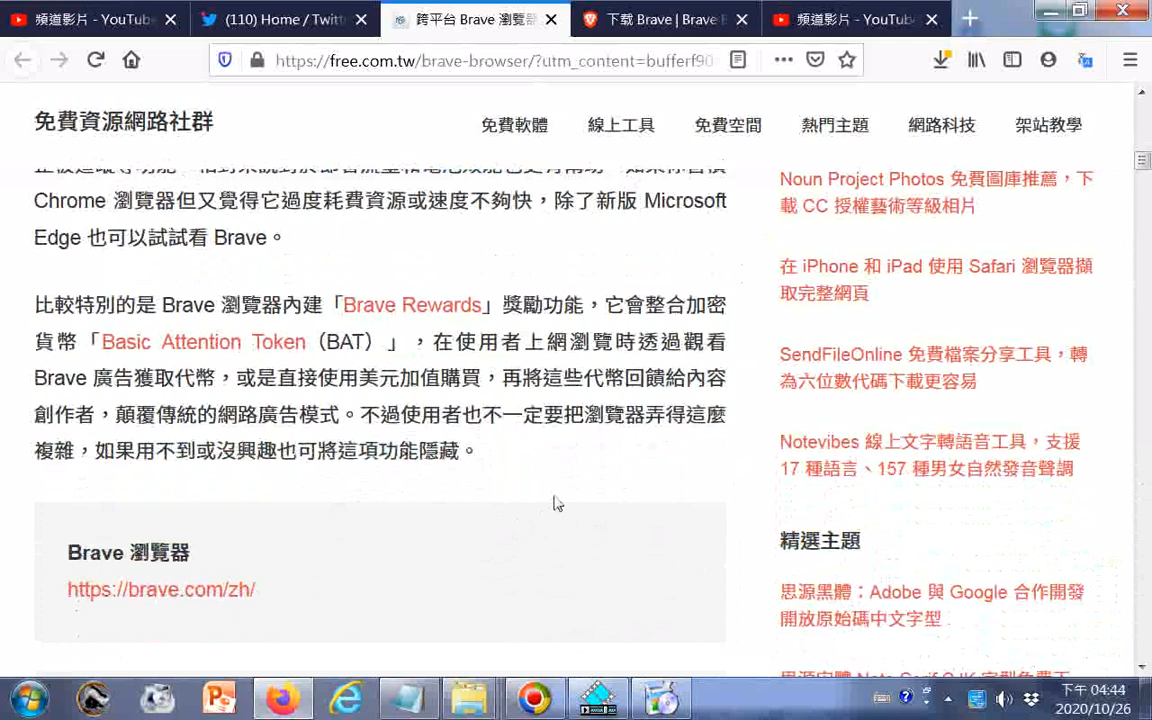 頻道影片 - YouTub
(110) Home / Twitt
跨平台 Brave 瀏覽器
下載 Brave | Brave B
頻道影片 - YouTub
https://free.com.tw/brave-browser/?utm_content=bufferf90
免費資源網路社群
免費軟體
線上工具
免費空間
熱門主題
網路科技
架站教學
Chrome 瀏覽器但又覺得它過度耗費資源或速度不夠快，除了新版 Microsoft
Edge 也可以試試看 Brave。
比較特別的是 Brave 瀏覽器內建「Brave Rewards」獎勵功能，它會整合加密
貨幣「Basic Attention Token（BAT）」，在使用者上網瀏覽時透過觀看
Brave 廣告獲取代幣，或是直接使用美元加值購買，再將這些代幣回饋給內容
創作者，顛覆傳統的網路廣告模式。不過使用者也不一定要把瀏覽器弄得這麼
複雜，如果用不到或沒興趣也可將這項功能隱藏。
Brave 瀏覽器
https://brave.com/zh/
Noun Project Photos 免費圖庫推薦，下
載 CC 授權藝術等級相片
在 iPhone 和 iPad 使用 Safari 瀏覽器擷
取完整網頁
SendFileOnline 免費檔案分享工具，轉
為六位數代碼下載更容易
Notevibes 線上文字轉語音工具，支援
17 種語言、157 種男女自然發音聲調
精選主題
思源黑體：Adobe 與 Google 合作開發
開放原始碼中文字型
下午 04:44
2020/10/26